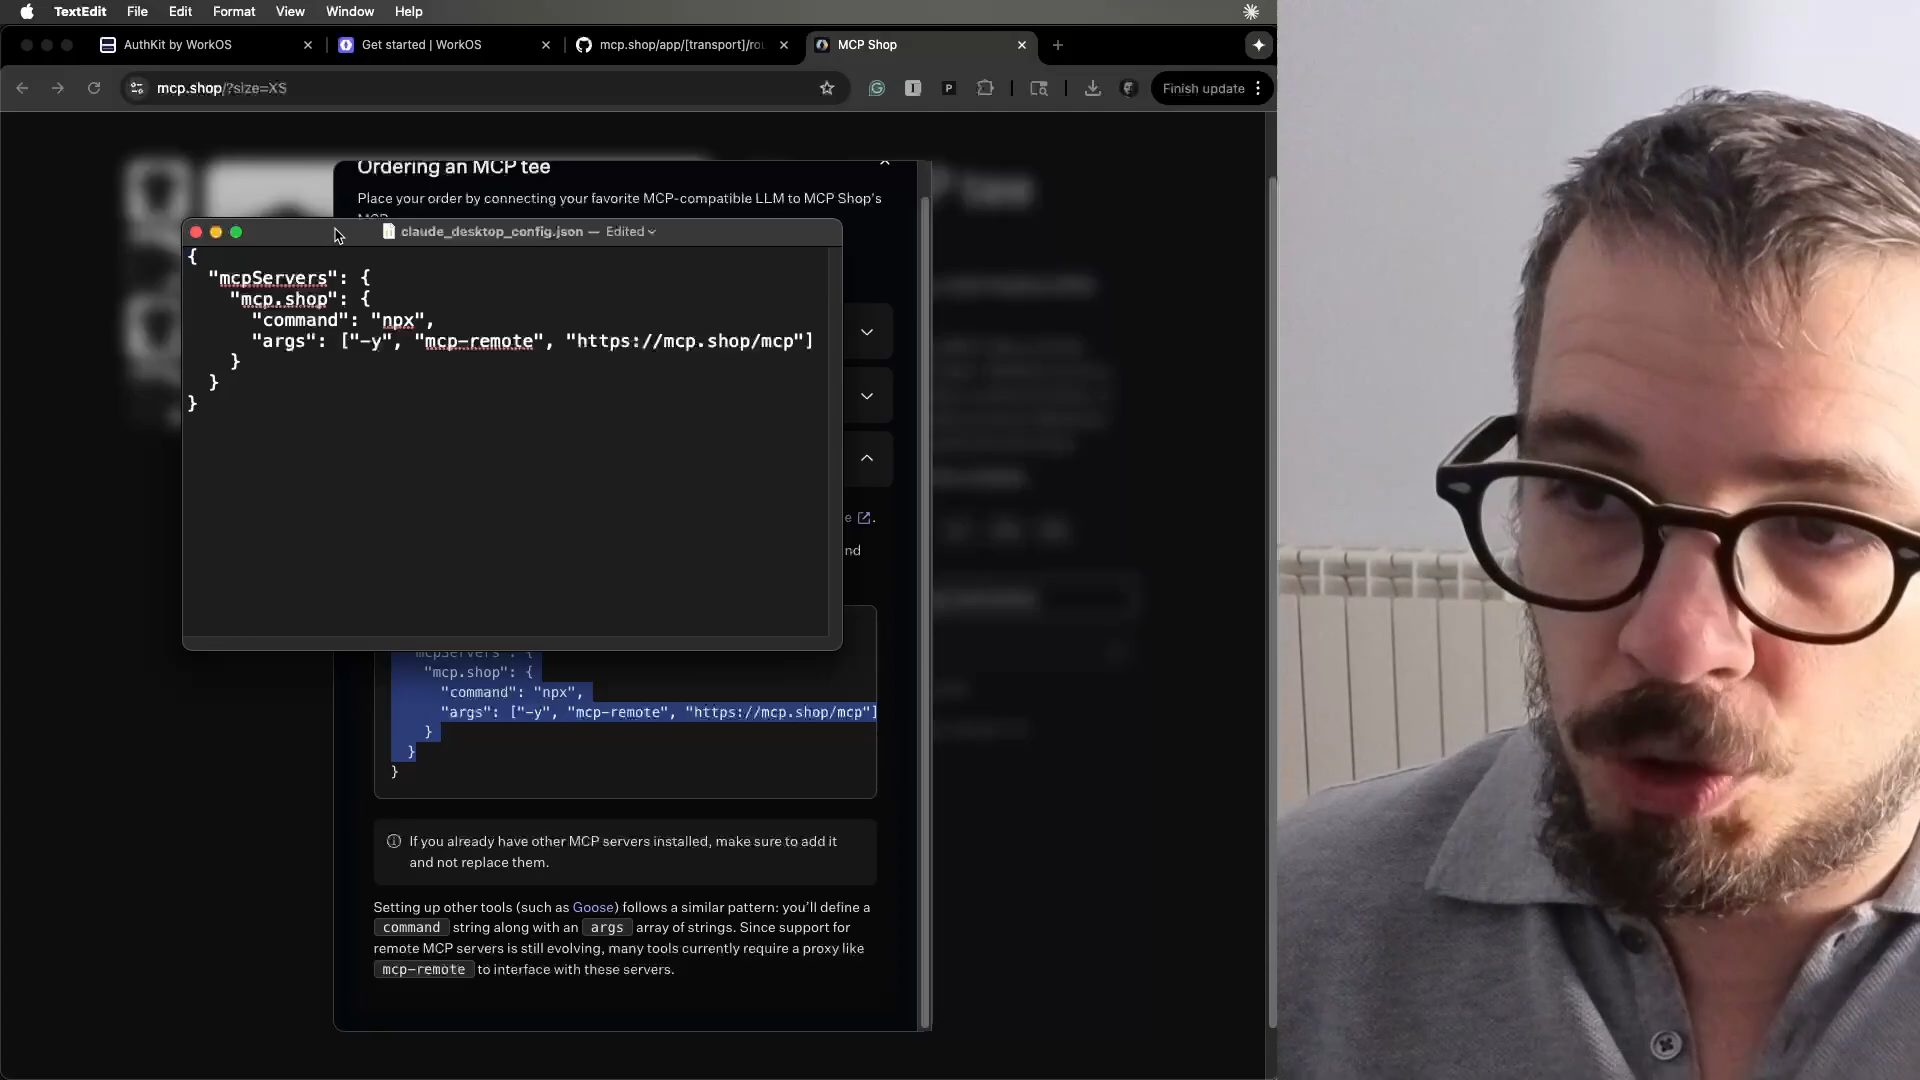 TextEdit File Edit Format View Window Help
AuthKit by WorkOS
Get started | WorkOS
mcp.shop/app/[transport]/rou
MCP Shop
mcp.shop/?size=XS
Finish update
Ordering an MCP tee
Place your order by connecting your favorite MCP-compatible LLM to MCP Shop's
tee
claude_desktop_config.json — Edited
{
"mcpServers": {
"mcp.shop": {
"command": "npx",
"args": ["-y", "mcp-remote", "https://mcp.shop/mcp"]
}
}
}
e
.
nd
mcpServers": {
"mcp.shop": {
"command": "npx",
"args": ["-y", "mcp-remote", "https://mcp.shop/mcp"]
}
}
}
If you already have other MCP servers installed, make sure to add it
and not replace them.
Setting up other tools (such as Goose) follows a similar pattern: you'll define a
command string along with an args array of strings. Since support for
remote MCP servers is still evolving, many tools currently require a proxy like
mcp-remote to interface with these servers.